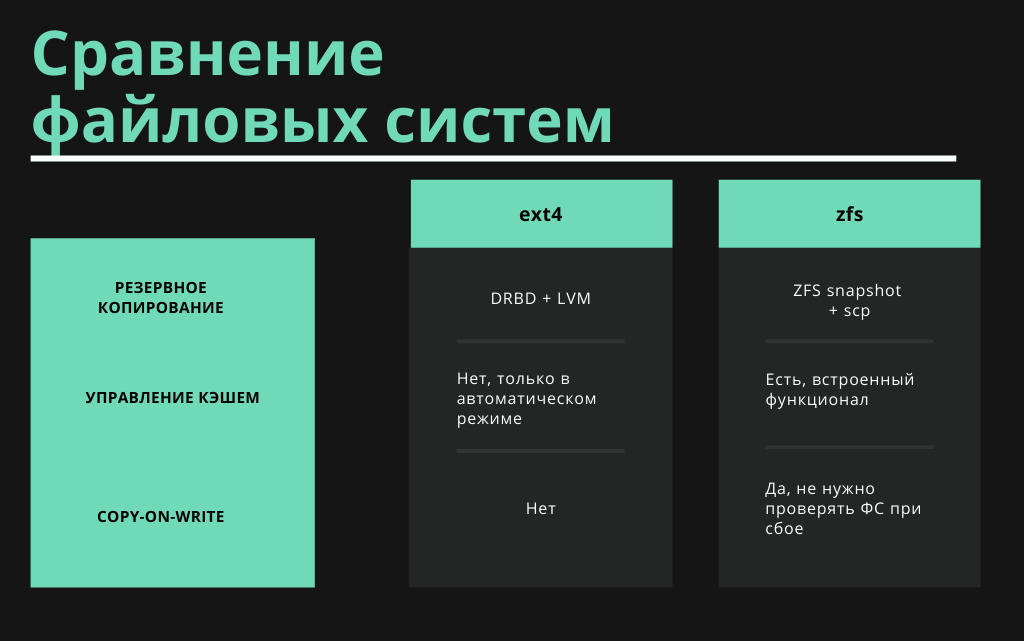 Сравнение
файловых систем
ext4
zfs
РЕЗЕРВНОЕ
КОПИРОВАНИЕ
DRBD + LVM
ZFS snapshot
+ scp
УПРАВЛЕНИЕ КЭШЕМ
Нет, только в
автоматическом
режиме
Есть, встроенный
функционал
COPY-ON-WRITE
Нет
Да, не нужно
проверять ФС при
сбое